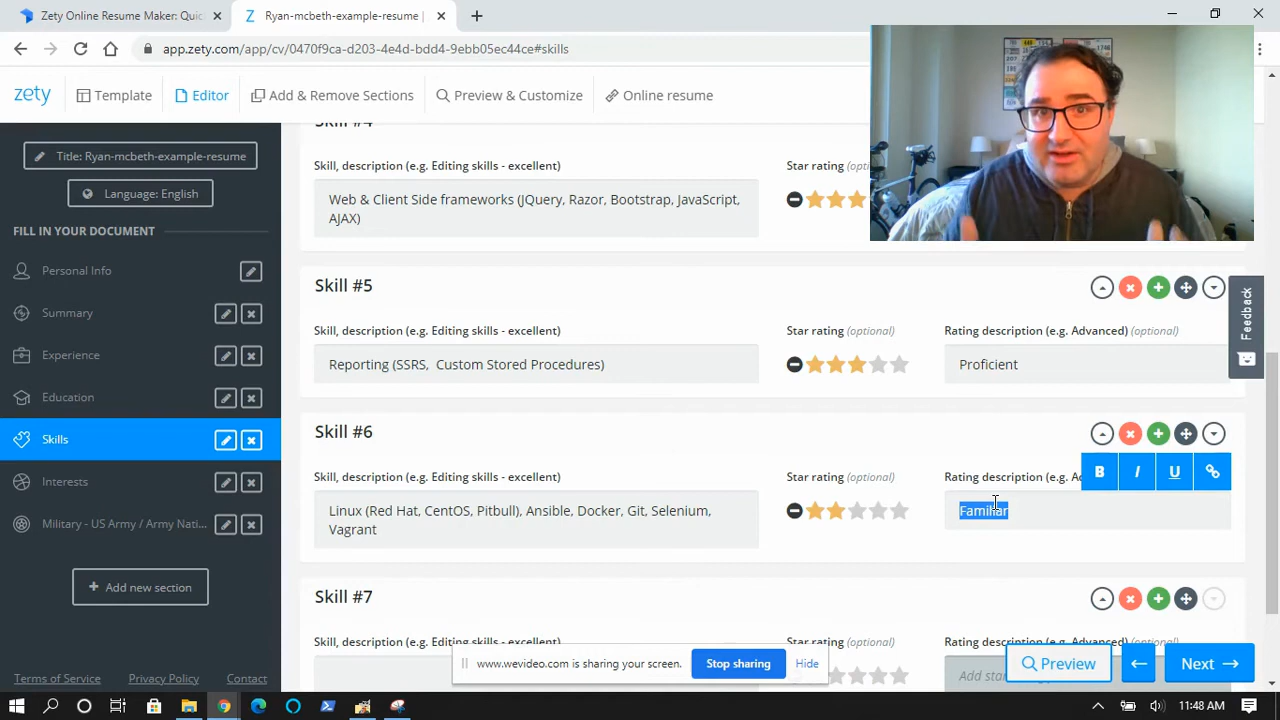 Zety Online Resume Maker: Quic
Ryan-mcbeth-example-resume |
app.zety.com/app/cv/0470f9ca-d203-4e4d-bdd4-9ebb05ec44ce#skills
zety
Template
Editor
Add & Remove Sections
Preview & Customize
Online resume
Title: Ryan-mcbeth-example-resume
Language: English
FILL IN YOUR DOCUMENT
Personal Info
Summary
Experience
Education
Skills
Interests
Military - US Army / Army Nati...
Add new section
Terms of Service
Privacy Policy
Contact
Skill #4
Skill, description (e.g. Editing skills - excellent)
Star rating
Web & Client Side frameworks (JQuery, Razor, Bootstrap, JavaScript,
AJAX)
Skill #5
Skill, description (e.g. Editing skills - excellent)
Star rating (optional)
Rating description (e.g. Advanced) (optional)
Reporting (SSRS,  Custom Stored Procedures)
Proficient
Skill #6
B I U
Skill, description (e.g. Editing skills - excellent)
Star rating (optional)
Rating description (e.g.
Linux (Red Hat, CentOS, Pitbull), Ansible, Docker, Git, Selenium,
Vagrant
Familiar
Skill #7
Skill, description (e.g. Editing skills - excellent)
Star rating (optional)
Rating description (e.g. Advanced) (optional)
www.wevideo.com is sharing your screen.
Stop sharing
Hide
Preview
Next
Feedback
11:48 AM